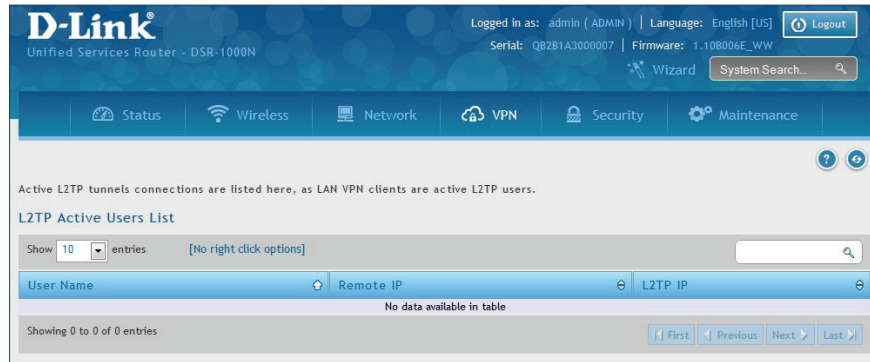 D-Link®
Unified Services Router - DSR-1000N
Logged in as: admin ( ADMIN ) | Language: English [US]
Logout
Serial: QB2B1A3000007 | Firmware: 1.10B006E_WW
Wizard
System Search...
Status
Wireless
Network
VPN
Security
Maintenance
?
Active L2TP tunnels connections are listed here, as LAN VPN clients are active L2TP users.
L2TP Active Users List
Show 10 entries [No right click options]
User Name Remote IP L2TP IP
No data available in table
Showing 0 to 0 of 0 entries
First Previous Next Last